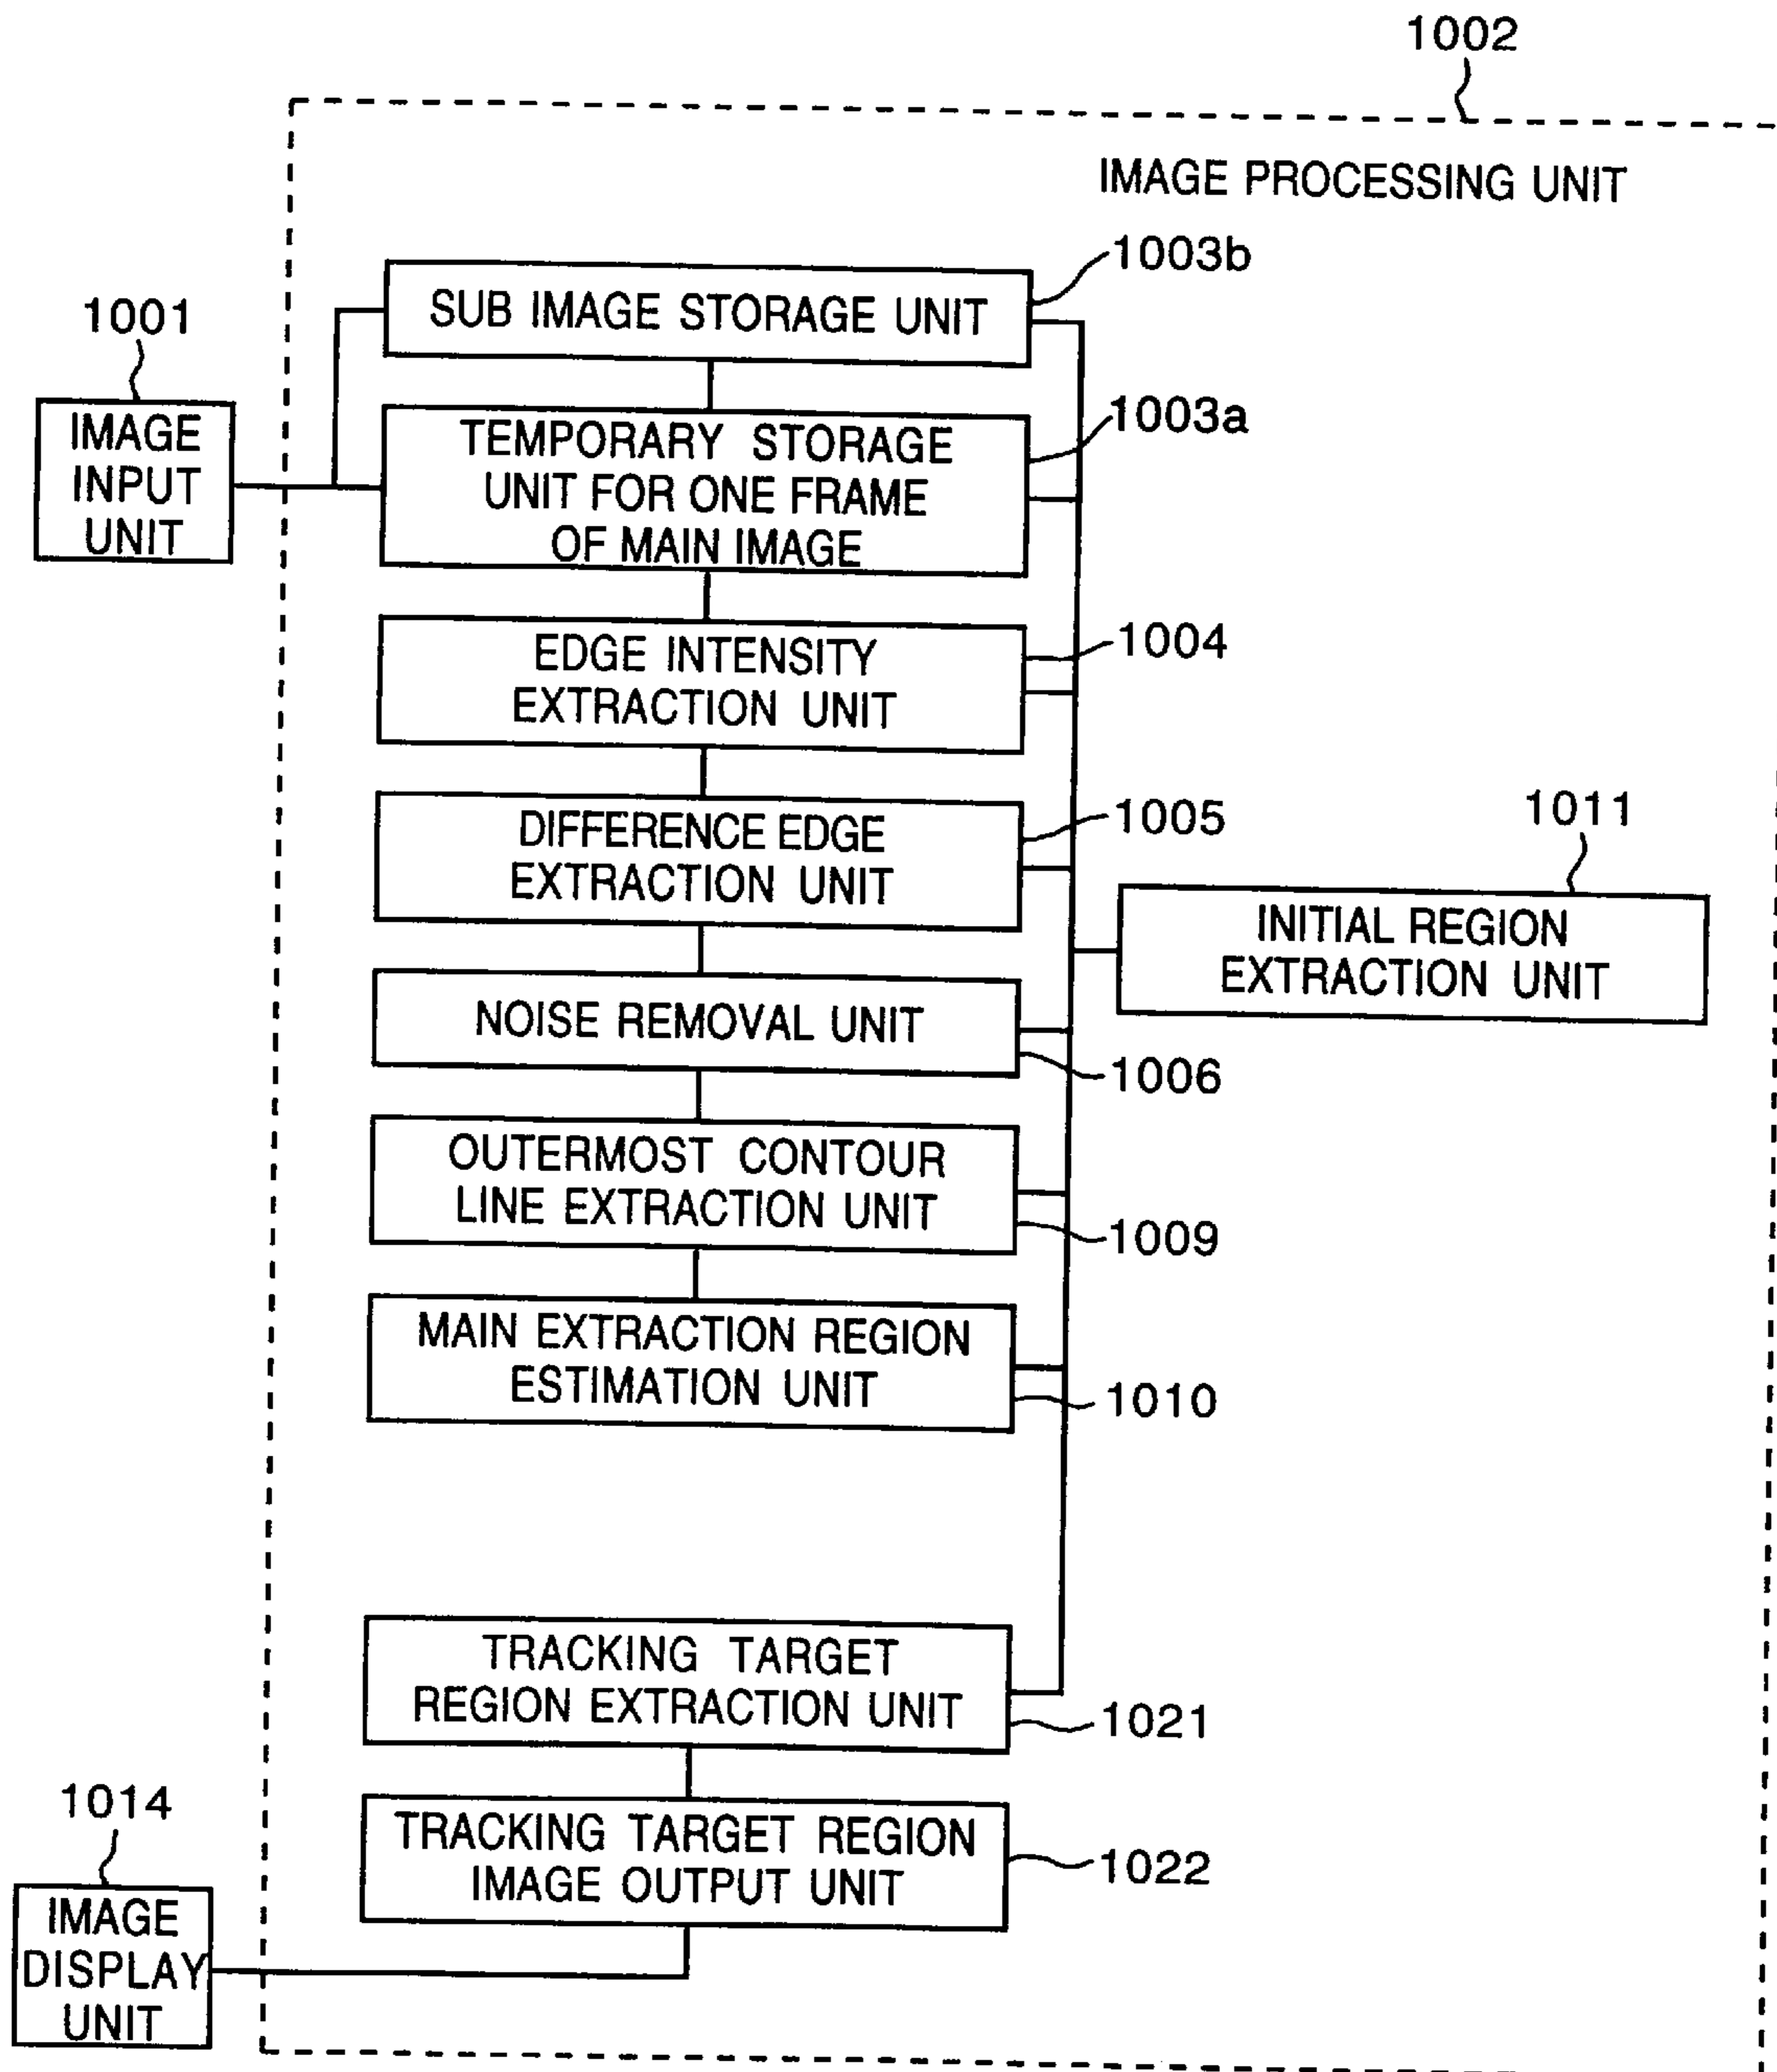 1002
IMAGE PROCESSING UNIT
1003b
SUB IMAGE STORAGE UNIT
1001
IMAGE
INPUT
UNIT
1003a
TEMPORARY STORAGE
UNIT FOR ONE FRAME
OF MAIN IMAGE
1004
EDGE INTENSITY
EXTRACTION UNIT
1005
DIFFERENCE EDGE
EXTRACTION UNIT
1011
INITIAL REGION
EXTRACTION UNIT
NOISE REMOVAL UNIT
1006
OUTERMOST CONTOUR
LINE EXTRACTION UNIT
1009
MAIN EXTRACTION REGION
ESTIMATION UNIT
1010
TRACKING TARGET
REGION EXTRACTION UNIT
1021
1014
IMAGE
DISPLAY
UNIT
TRACKING TARGET REGION
IMAGE OUTPUT UNIT
1022